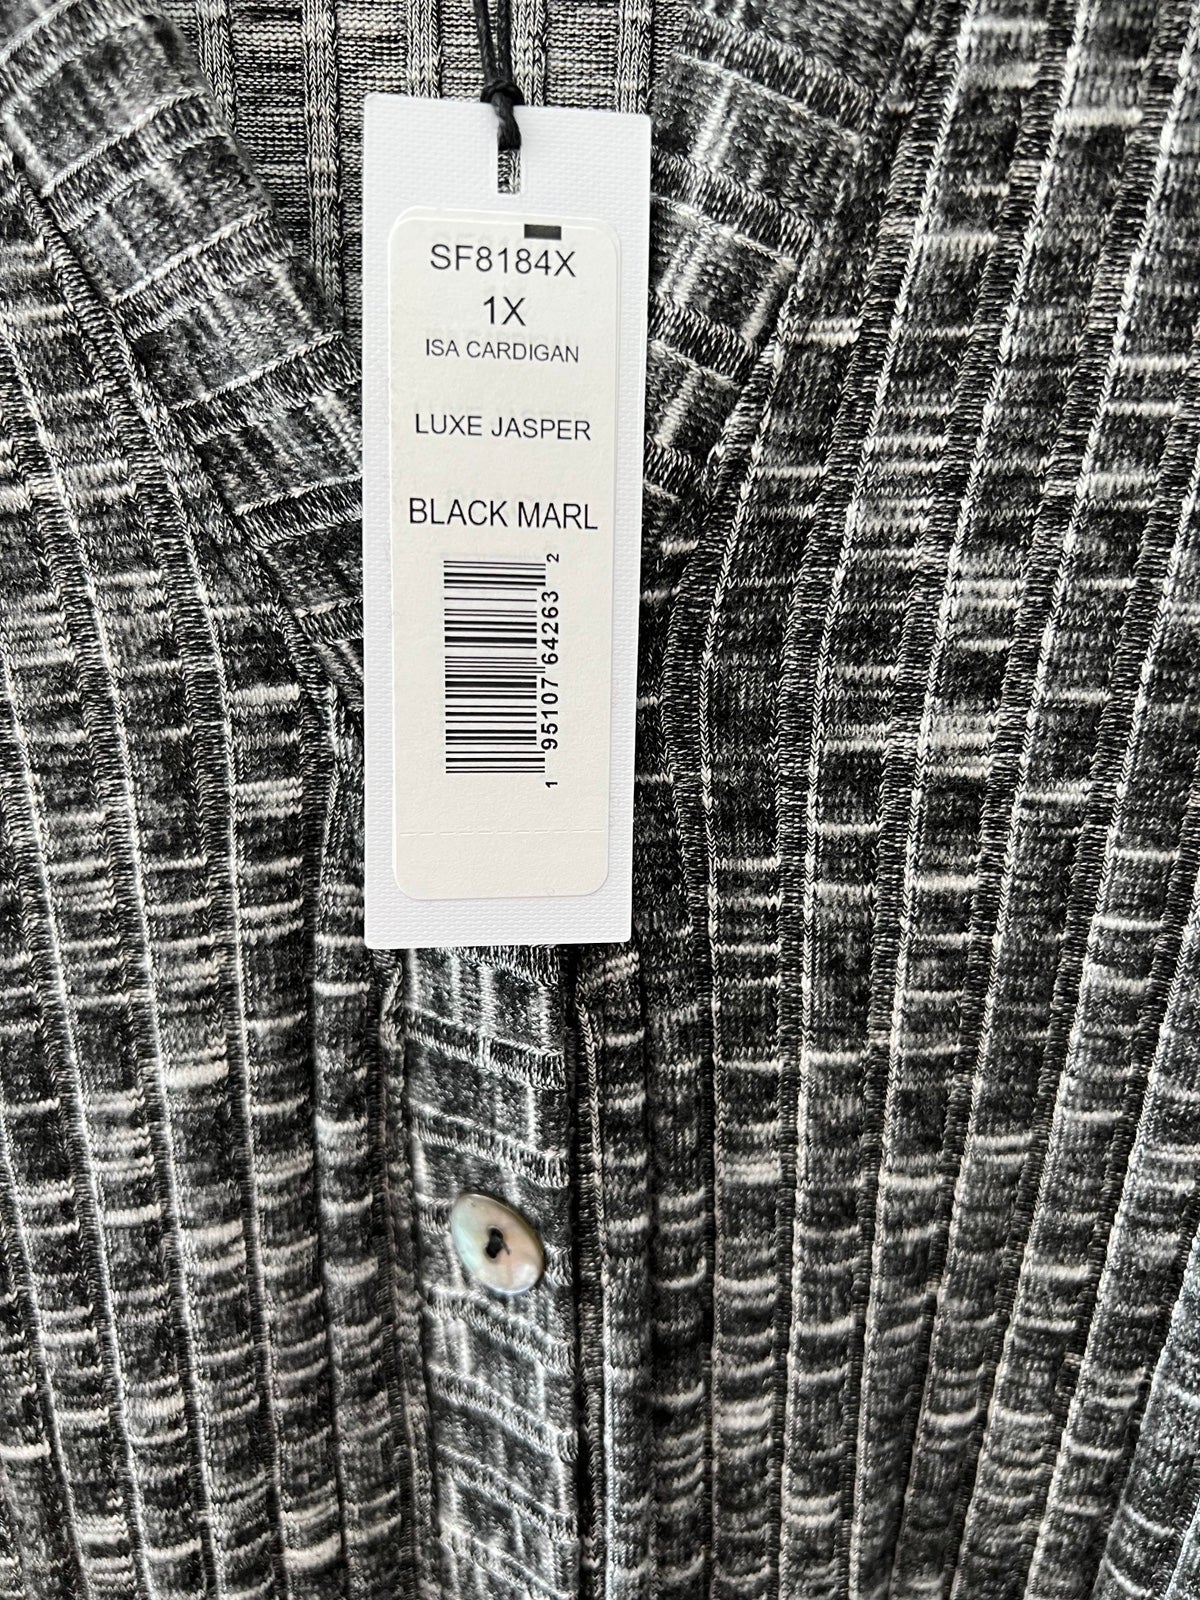 SF8184X
1X
ISA CARDIGAN
LUXE JASPER
BLACK MARL
1 95107 64263 2